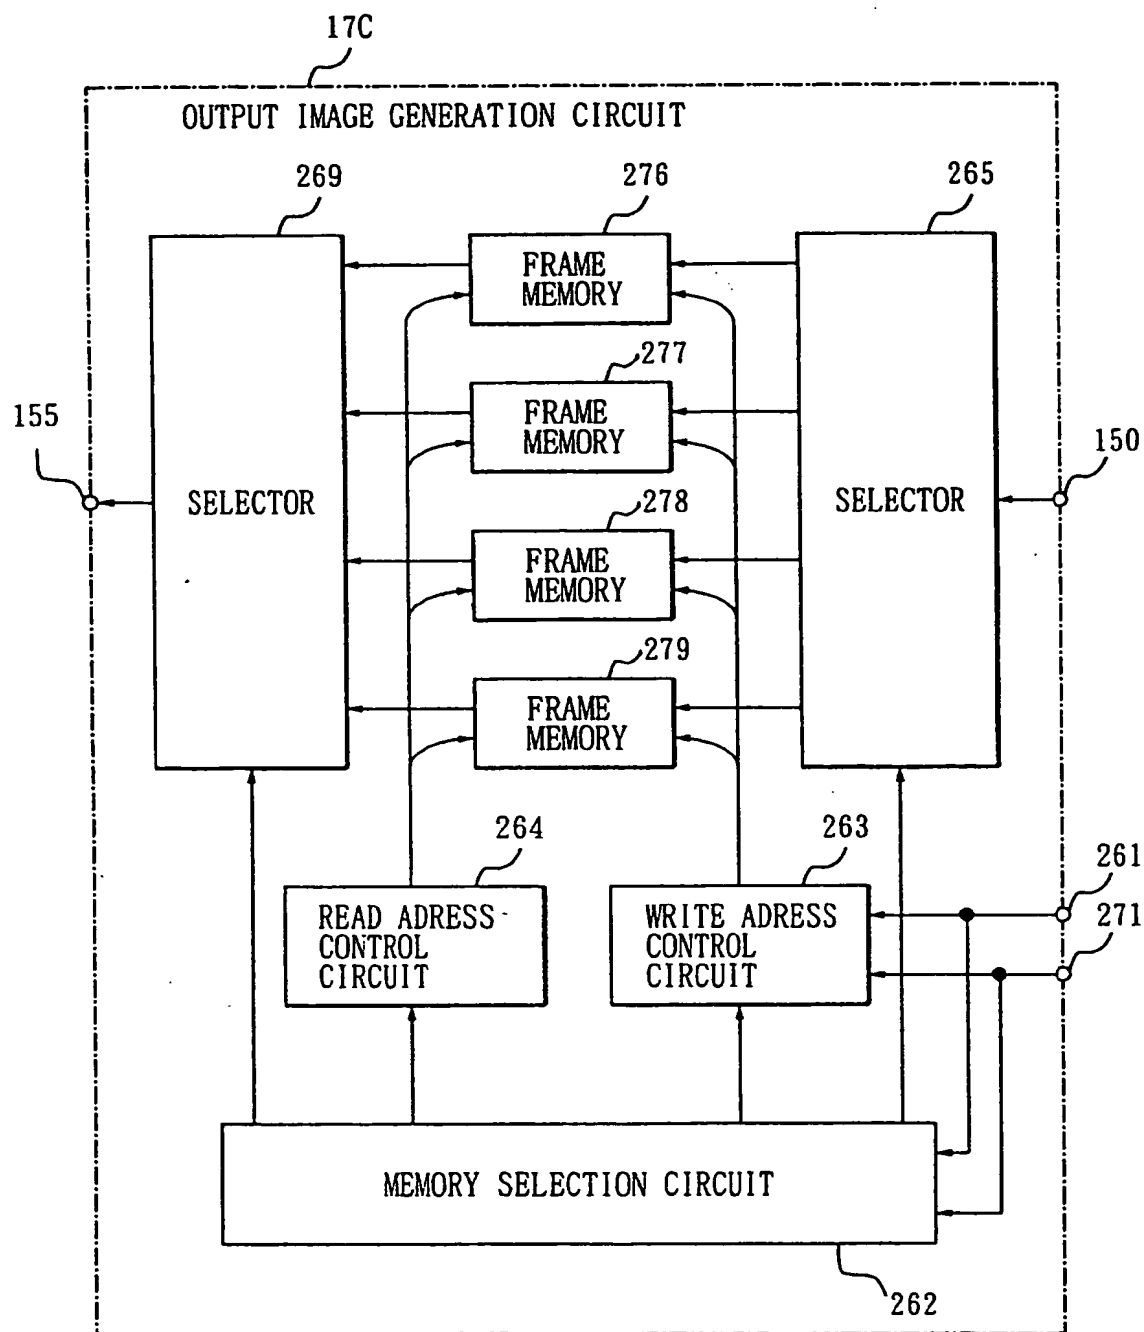 17C
OUTPUT IMAGE GENERATION CIRCUIT
269
276
265
FRAME
MEMORY
277
FRAME
MEMORY
155
150
SELECTOR
SELECTOR
278
FRAME
MEMORY
279
FRAME
MEMORY
264
263
261
READ ADRESS
CONTROL
CIRCUIT
WRITE ADRESS
CONTROL
CIRCUIT
271
MEMORY SELECTION CIRCUIT
262